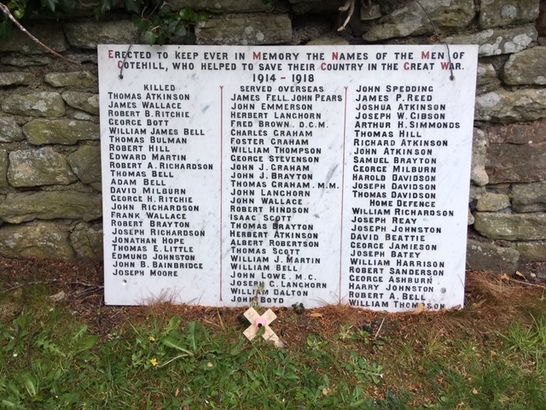 Erected to keep ever in Memory the Names of the Men of
Cotehill, who helped to save their Country in the Great War.
1914 - 1918
KILLED
Thomas Atkinson
James Wallace
Robert B. Ritchie
George Bott
William James Bell
Thomas Bulman
Robert Hill
Edward Martin
Robert A. Richardson
Thomas Bell
Adam Bell
David Milburn
George H. Ritchie
John Richardson
Frank Wallace
Robert Brayton
Joseph Richardson
Jonathan Hope
Thomas E. Little
Edmund Johnston
John B. Bainbridge
Joseph Moore
SERVED OVERSEAS
James Fell. John Pears
John Emmerson
Herbert Langhorn
Fred Brown. D.C.M.
Charles Graham
Foster Graham
William Thompson
George Stevenson
John J. Graham
John J. Brayton
Thomas Graham. M.M.
John Langhorn
John Wallace
Robert Hindson
Isaac Scott
Thomas Brayton
Herbert Atkinson
Albert Robertson
Thomas Scott
William J. Martin
William Bell
John Lowe. M.C.
Joseph C. Langhorn
William Dalton
John Boyd
John Spedding
James P. Reed
Joshua Atkinson
Joseph W. Gibson
Arthur H. Simmonds
Thomas Hill
Richard Atkinson
John Atkinson
Samuel Brayton
George Milburn
Harold Davidson
Joseph Davidson
Thomas Davidson
HOME DEFENCE
William Richardson
Joseph Reay
Joseph Johnston
David Beattie
George Jamieson
Joseph Batey
William Harrison
Robert Sanderson
George Ashburn
Harry Johnston
Robert A. Bell
William Thompson